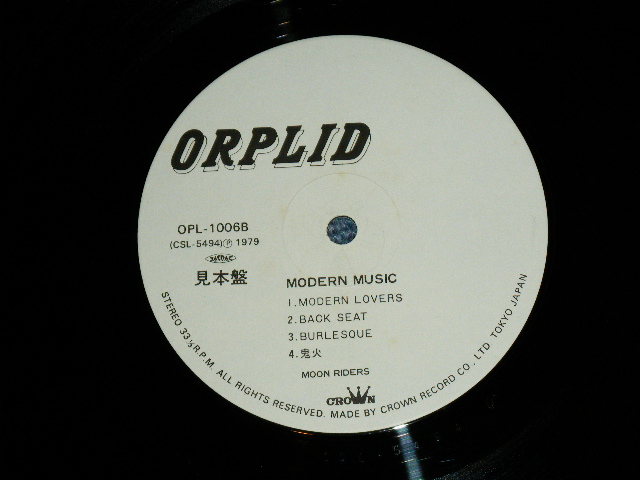 ORPLID
OPL-1006B
(CSL-5494)Ⓟ1979
JASRAC
見本盤
MODERN MUSIC
1.MODERN LOVERS
2.BACK SEAT
3.BURLESQUE
4.鬼火
MOON RIDERS
CROWN
STEREO 33⅓R.P.M. ALL RIGHTS RESERVED. MADE BY CROWN RECORD CO., LTD. TOKYO JAPAN